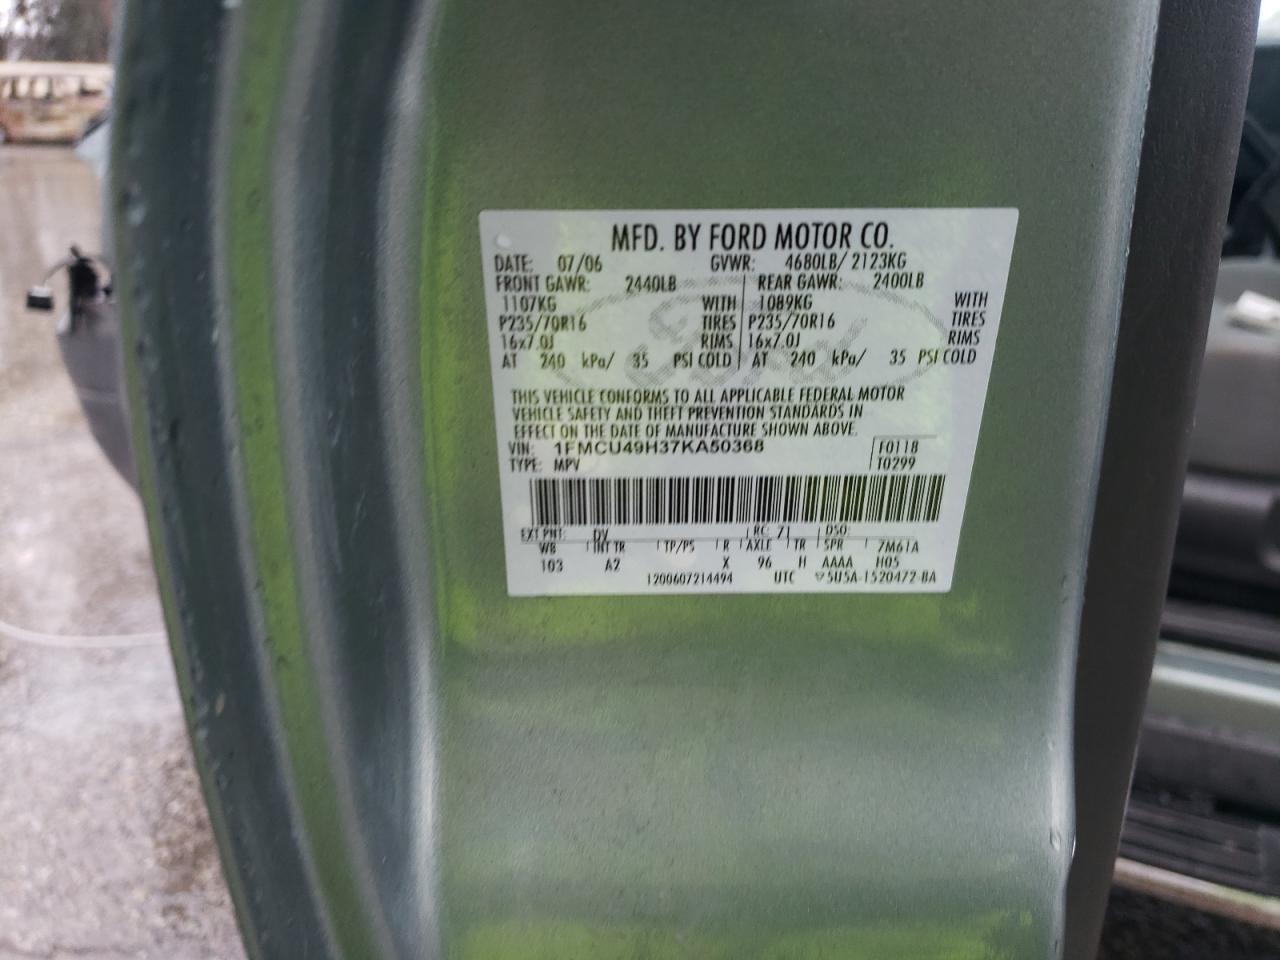 MFD. BY FORD MOTOR CO.
DATE: 07/06 GVWR: 4680LB/ 2123KG
FRONT GAWR: 2440LB REAR GAWR: 2400LB
1107KG WITH 1089KG WITH
P235/70R16 TIRES P235/70R16 TIRES
16x7.0J RIMS 16x7.0J RIMS
AT 240 kPa/ 35 PSI COLD AT 240 kPa/ 35 PSI COLD
THIS VEHICLE CONFORMS TO ALL APPLICABLE FEDERAL MOTOR
VEHICLE SAFETY AND THEFT PREVENTION STANDARDS IN
EFFECT ON THE DATE OF MANUFACTURE SHOWN ABOVE.
VIN: 1FMCU49H37KA50368 F0118
TYPE: MPV T0299
EXT PNT: DV RC: 71 DSO:
WB INT TR TP/PS R AXLE TR SPR 7M61A
103 A2 X 96 H AAAA H05
1200607214494 UTC 5U5A-1520472-BA